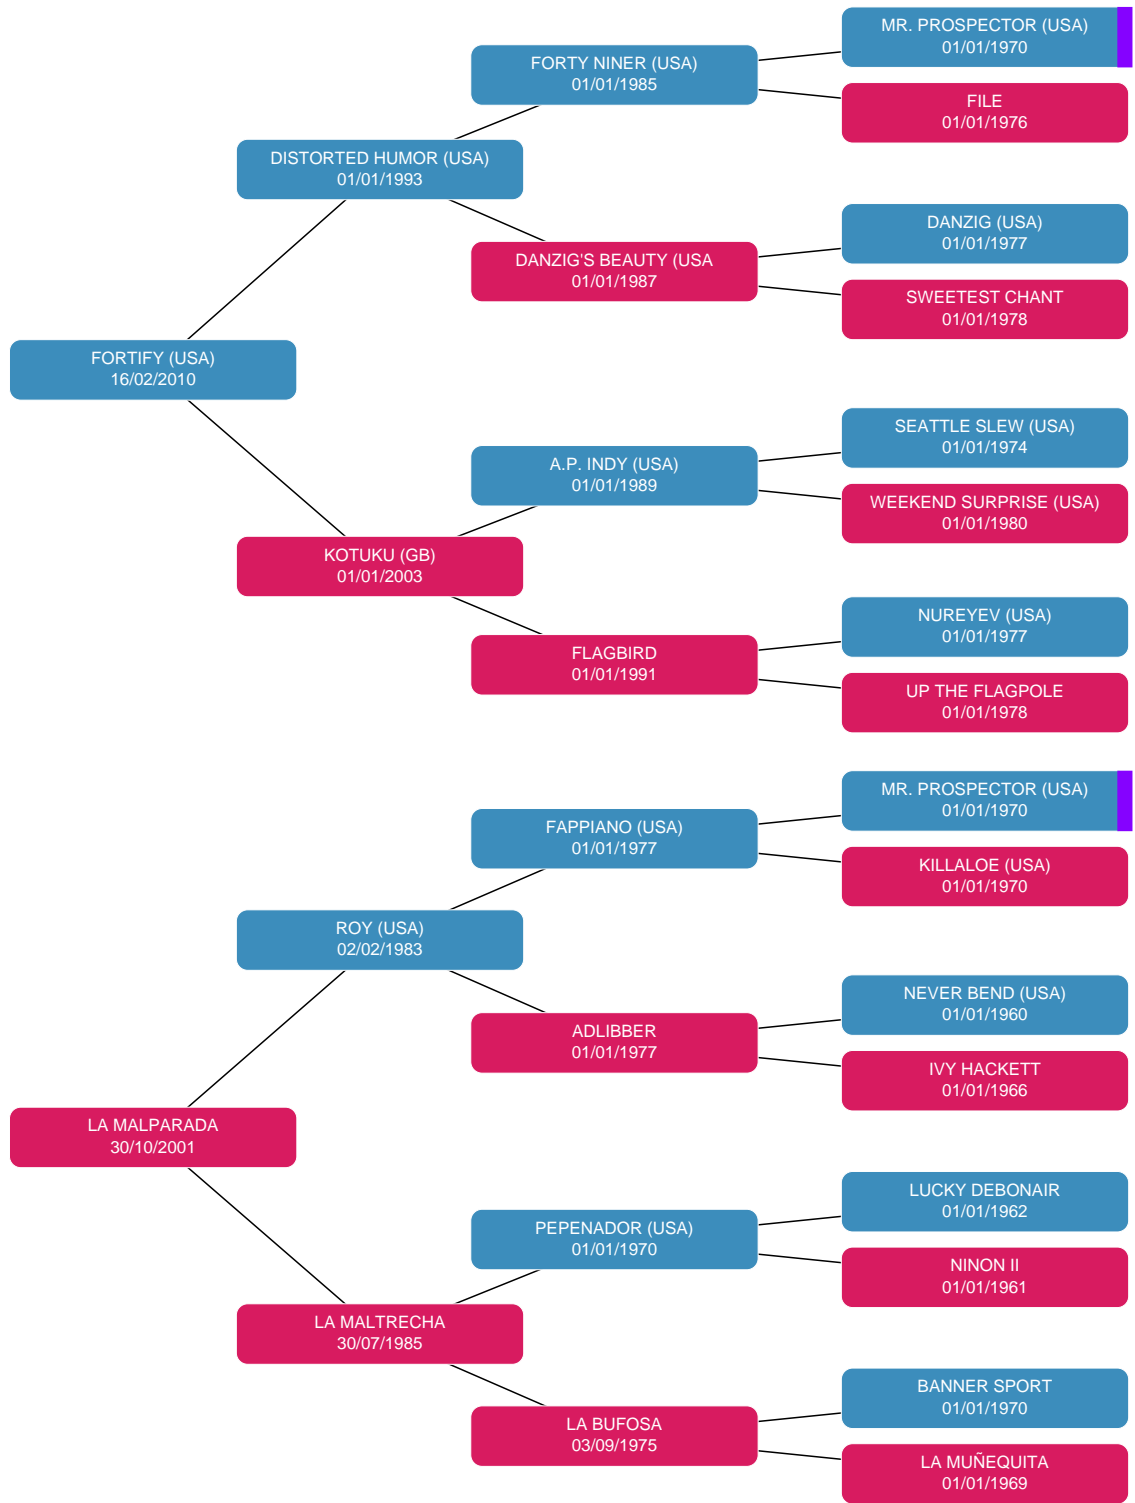 MR. PROSPECTOR (USA)
01/01/1970
FORTY NINER (USA)
01/01/1985
FILE
01/01/1976
DISTORTED HUMOR (USA)
01/01/1993
DANZIG (USA)
01/01/1977
DANZIG'S BEAUTY (USA
01/01/1987
SWEETEST CHANT
01/01/1978
FORTIFY (USA)
16/02/2010
SEATTLE SLEW (USA)
01/01/1974
A.P. INDY (USA)
01/01/1989
WEEKEND SURPRISE (USA)
01/01/1980
KOTUKU (GB)
01/01/2003
NUREYEV (USA)
01/01/1977
FLAGBIRD
01/01/1991
UP THE FLAGPOLE
01/01/1978
MR. PROSPECTOR (USA)
01/01/1970
FAPPIANO (USA)
01/01/1977
KILLALOE (USA)
01/01/1970
ROY (USA)
02/02/1983
NEVER BEND (USA)
01/01/1960
ADLIBBER
01/01/1977
IVY HACKETT
01/01/1966
LA MALPARADA
30/10/2001
LUCKY DEBONAIR
01/01/1962
PEPENADOR (USA)
01/01/1970
NINON II
01/01/1961
LA MALTRECHA
30/07/1985
BANNER SPORT
01/01/1970
LA BUFOSA
03/09/1975
LA MUÑEQUITA
01/01/1969